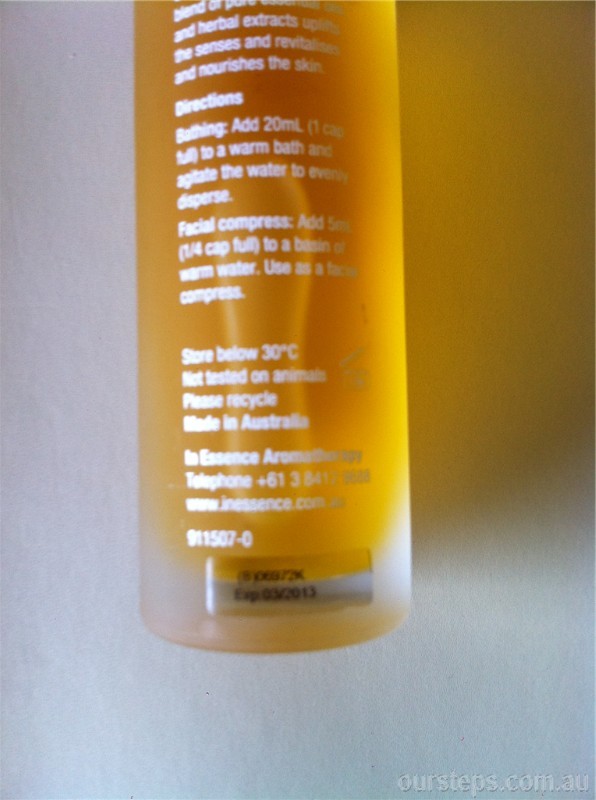 blend of pure essential oils
and herbal extracts uplifts
the senses and revitalises
and nourishes the skin.
Directions
Bathing: Add 20mL (1 cap
full) to a warm bath and
agitate the water to evenly
disperse.
Facial compress: Add 5mL
(1/4 cap full) to a basin of
warm water. Use as a facial
compress.
Store below 30°C
Not tested on animals
Please recycle
Made in Australia
In Essence Aromatherapy
Telephone +61 3
www.inessence.com.au
911507-0
Exp:03/2013
oursteps.com.au